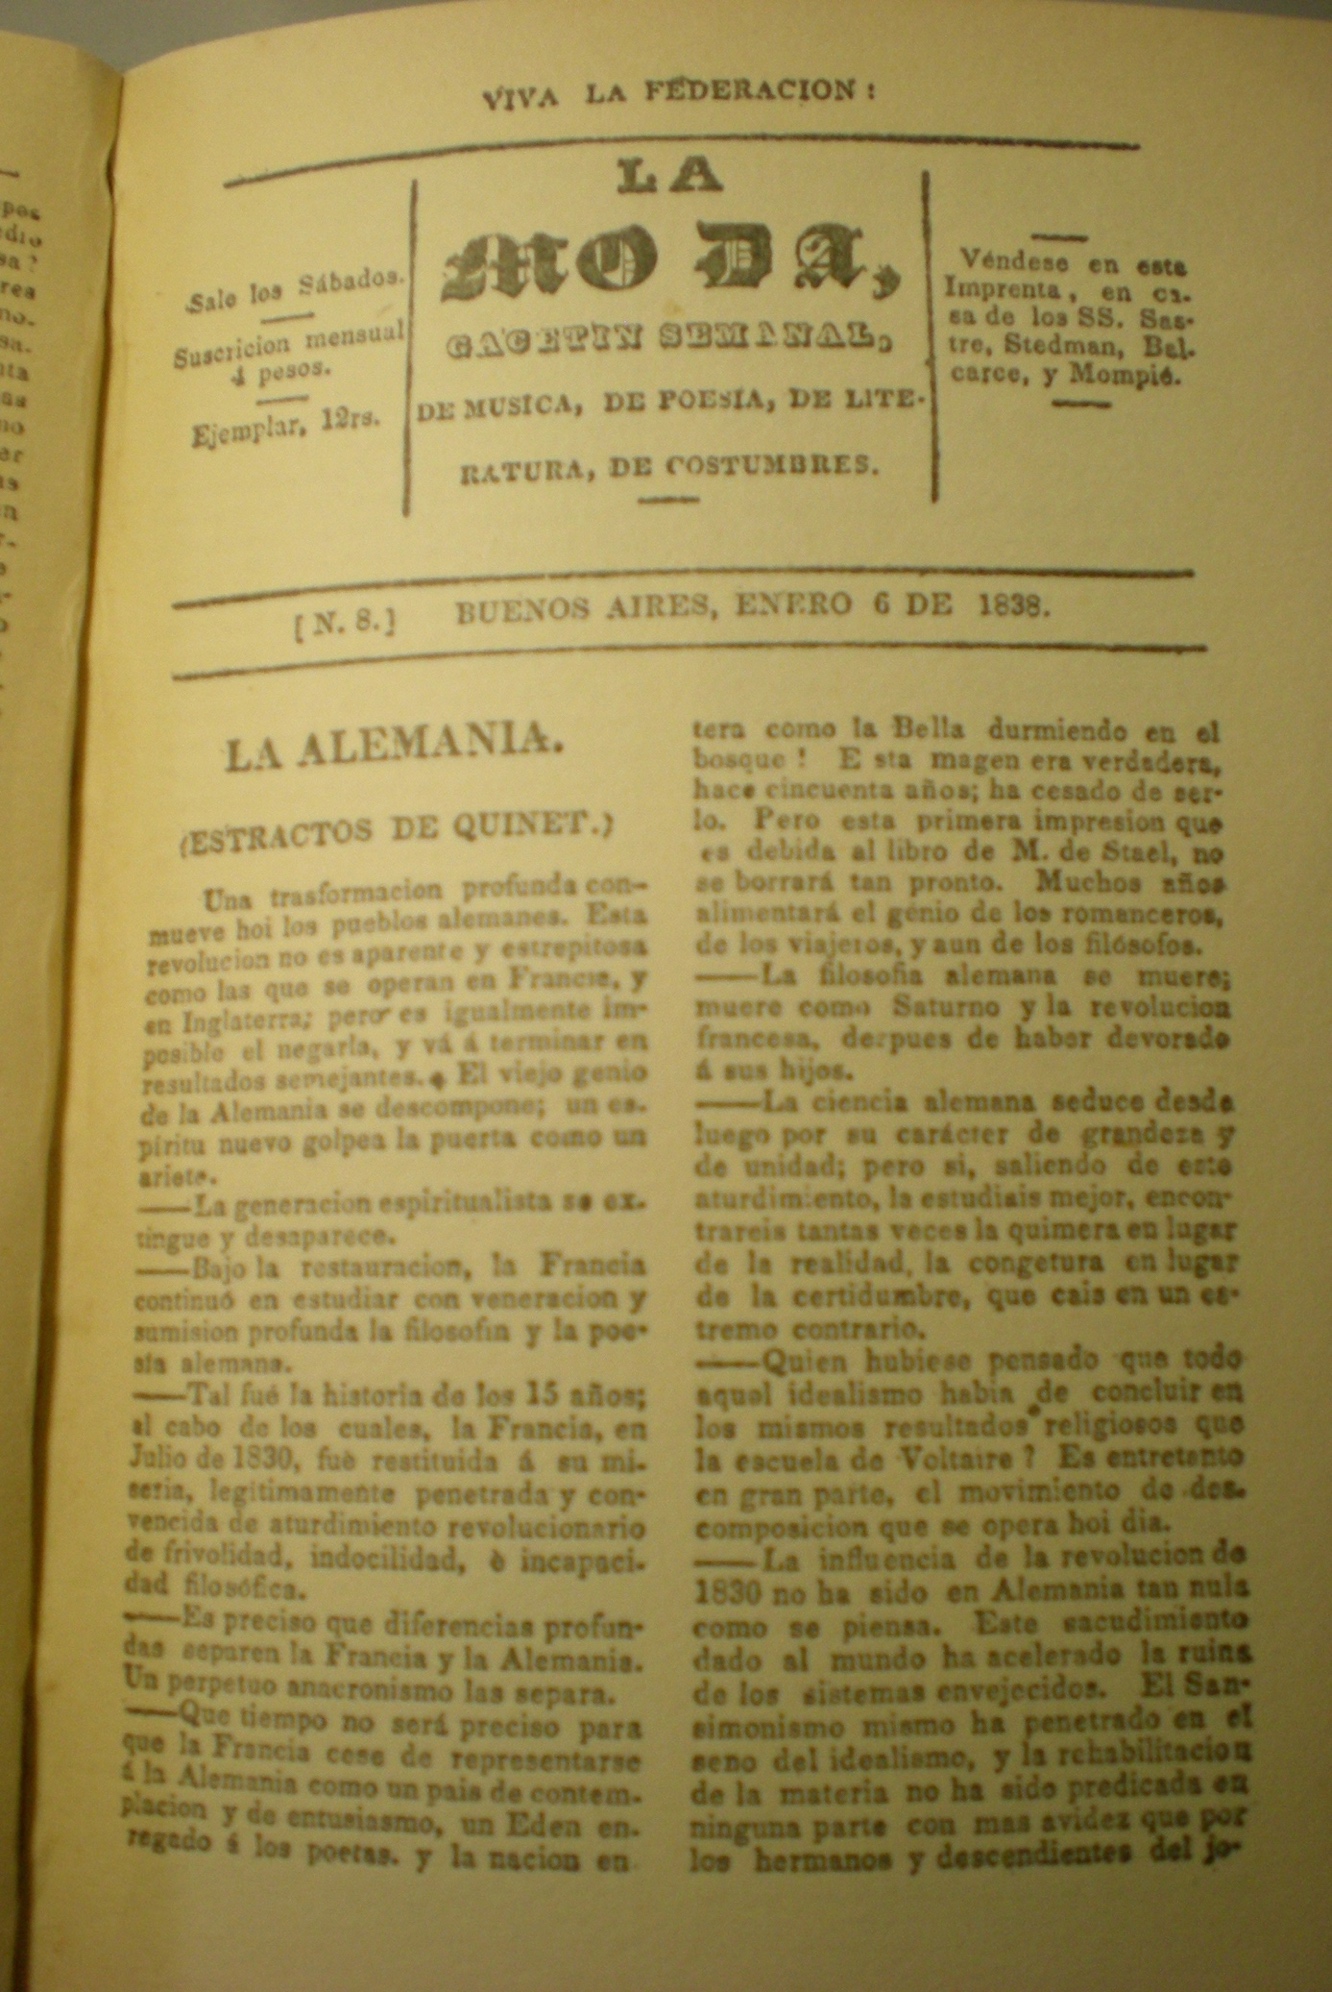 VIVA LA FEDERACION:
Sale los Sábados.
Suscricion mensual
4 pesos.
Ejemplar, 12rs.
LA
MODA,
GACETIN SEMANAL,
DE MUSICA, DE POESIA, DE LITE-
RATURA, DE COSTUMBRES.
Véndese en esta
Imprenta, en ca-
sa de los SS. Sas-
tre, Stedman, Bal-
carce, y Mompié.
[N. 8.] BUENOS AIRES, ENERO 6 DE 1838.
LA ALEMANIA.
(ESTRACTOS DE QUINET.)
Una trasformacion profunda con-
mueve hoi los pueblos alemanes. Esta
revolucion no es aparente y estrepitosa
como las que se operan en Francia, y
en Inglaterra; pero es igualmente im-
posible el negarla, y vá á terminar en
resultados semejantes. El viejo genio
de la Alemania se descompone; un es-
píritu nuevo golpea la puerta como un
ariete.
—La generacion espiritualista se ex-
tingue y desaparece.
—Bajo la restauracion, la Francia
continuó en estudiar con veneracion y
sumision profunda la filosofia y la poe-
sía alemana.
—Tal fué la historia de los 15 años;
al cabo de los cuales, la Francia, en
Julio de 1830, fué restituida á su mi-
seria, legitimamente penetrada y con-
vencida de aturdimiento revolucionario
de frivolidad, indocilidad, è incapaci-
dad filosófica.
—Es preciso que diferencias profun-
das separen la Francia y la Alemania.
Un perpetuo anacronismo las separa.
—Que tiempo no será preciso para
que la Francia cese de representarse
á la Alemania como un pais de contem-
placion y de entusiasmo, un Eden en-
regado á los poetas. y la nacion en
tera como la Bella durmiendo en el
bosque! E sta magen era verdadera,
hace cincuenta años; ha cesado de ser-
lo. Pero esta primera impresion que
es debida al libro de M. de Stael, no
se borrará tan pronto. Muchos años
alimentará el génio de los romanceros,
de los viajeros, y aun de los filósofos.
—La filosofia alemana se muere;
muere como Saturno y la revolucion
francesa, despues de haber devorado
á sus hijos.
—La ciencia alemana seduce desde
luego por su carácter de grandeza y
de unidad; pero si, saliendo de este
aturdimiento, la estudiais mejor, encon-
trareis tantas veces la quimera en lugar
de la realidad, la congetura en lugar
de la certidumbre, que cais en un es-
tremo contrario.
—Quien hubiese pensado que todo
aquel idealismo habia de concluir en
los mismos resultados religiosos que
la escuela de Voltaire? Es entretanto
en gran parte, el movimiento de des-
composicion que se opera hoi dia.
—La influencia de la revolucion de
1830 no ha sido en Alemania tan nula
como se piensa. Este sacudimiento
dado al mundo ha acelerado la ruina
de los sistemas envejecidos. El San-
simonismo mismo ha penetrado en el
seno del idealismo, y la rehabilitacion
de la materia no ha sido predicada en
ninguna parte con mas avidez que por
los hermanos y descendientes del jo-